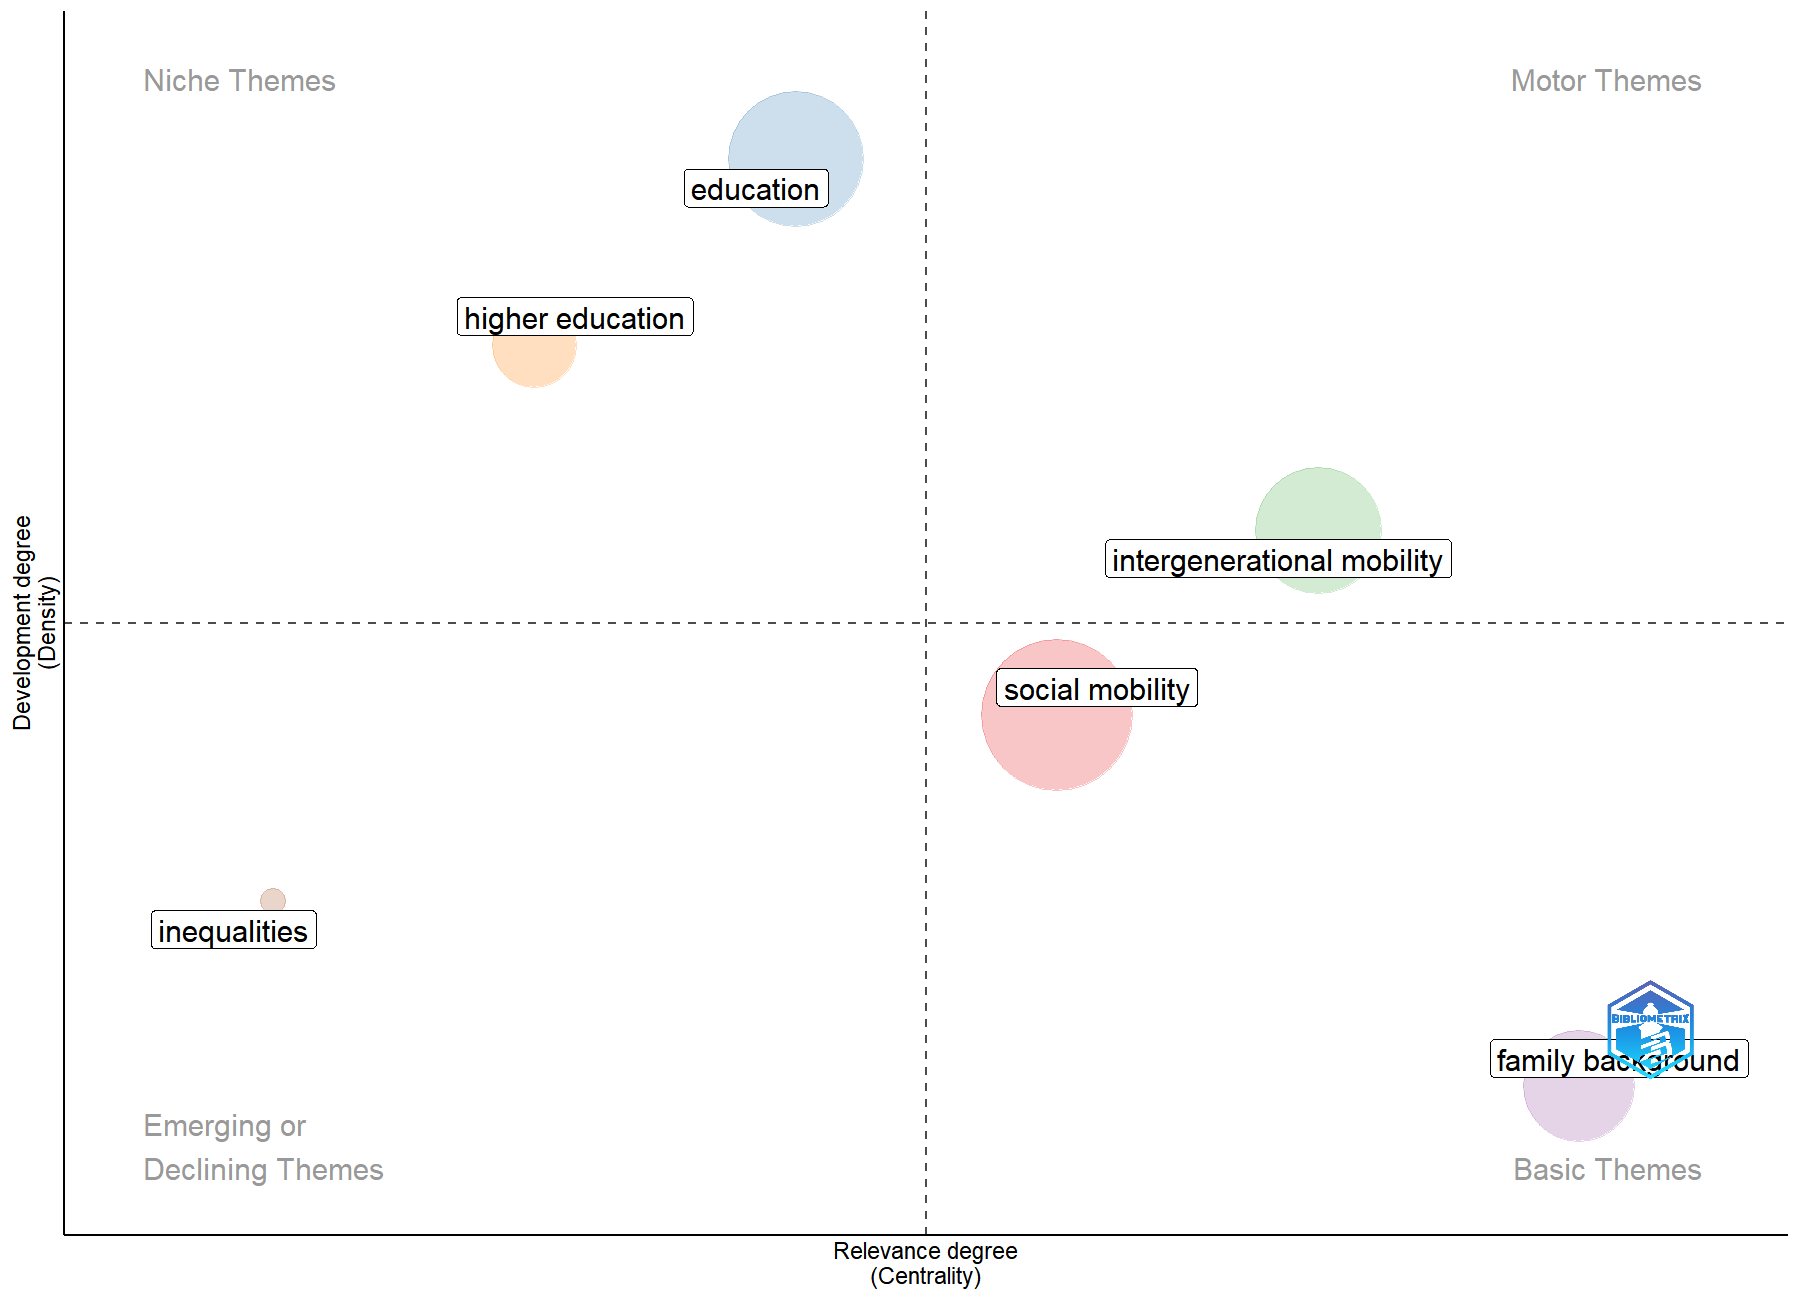 Niche Themes
Motor Themes
education
higher education
intergenerational mobility
Development degree
(Density)
social mobility
inequalities
BIBLIOMETRIX
family background
Emerging or
Declining Themes
Basic Themes
Relevance degree
(Centrality)